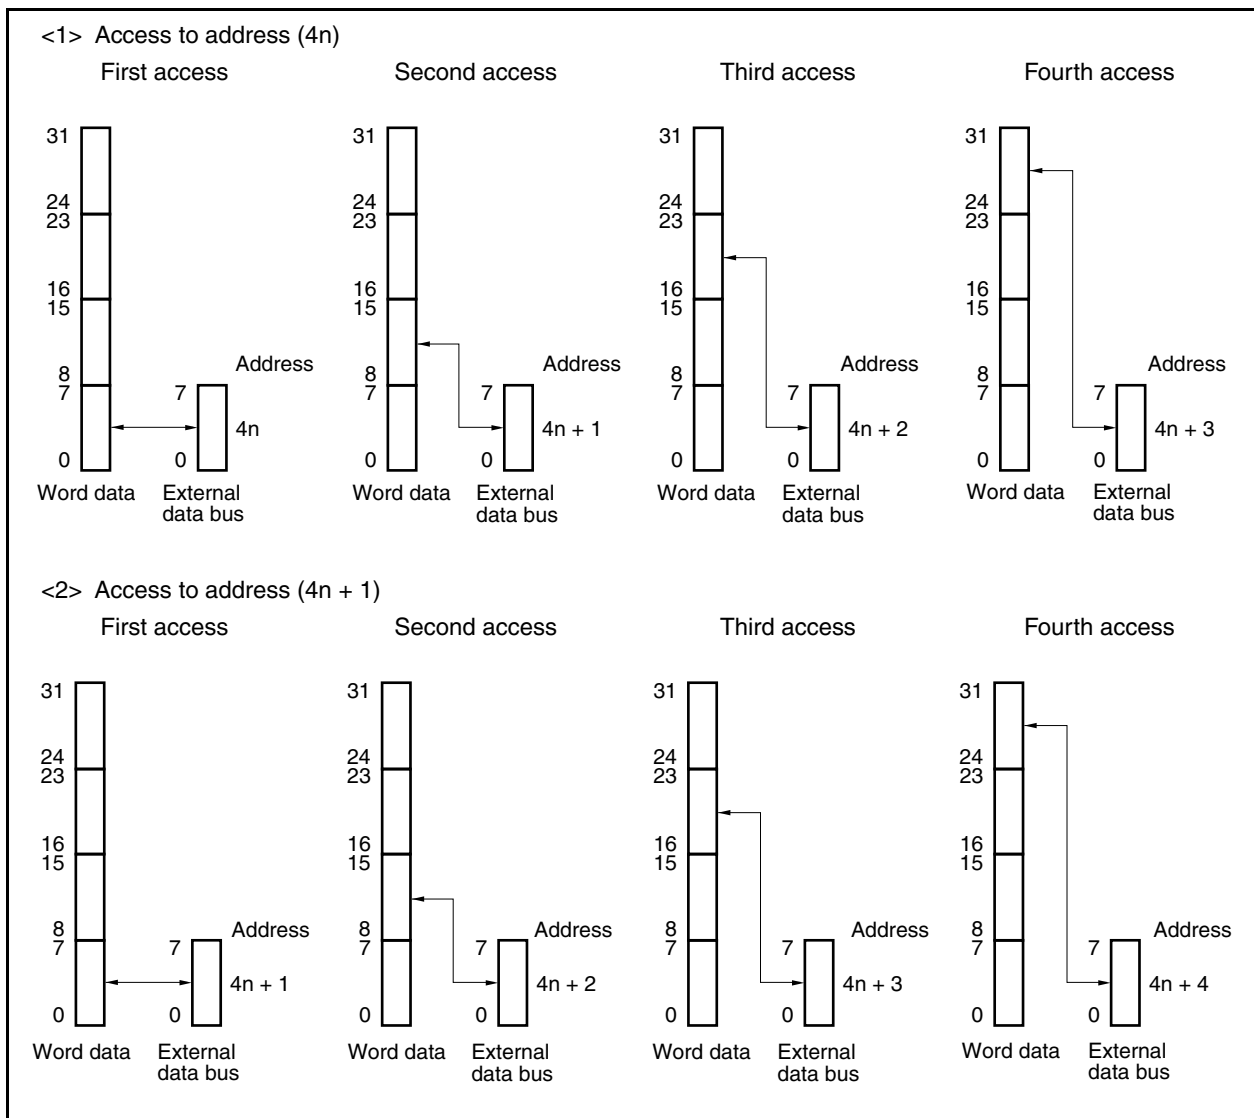 <1> Access to address (4n)
First access Second access Third access Fourth access
31 31 31 31
24 24 24 24
23 23 23 23
16 16 16 16
15 15 15 15
Address Address Address Address
8 8 8 8
7 7 7 7 7 7 7 7
4n 4n + 1 4n + 2 4n + 3
0 0 0 0 0 0 0 0
Word data External Word data External Word data External Word data External
data bus data bus data bus data bus
<2> Access to address (4n + 1)
First access Second access Third access Fourth access
31 31 31 31
24 24 24 24
23 23 23 23
16 16 16 16
15 15 15 15
Address Address Address Address
8 8 8 8
7 7 7 7 7 7 7 7
4n + 1 4n + 2 4n + 3 4n + 4
0 0 0 0 0 0 0 0
Word data External Word data External Word data External Word data External
data bus data bus data bus data bus